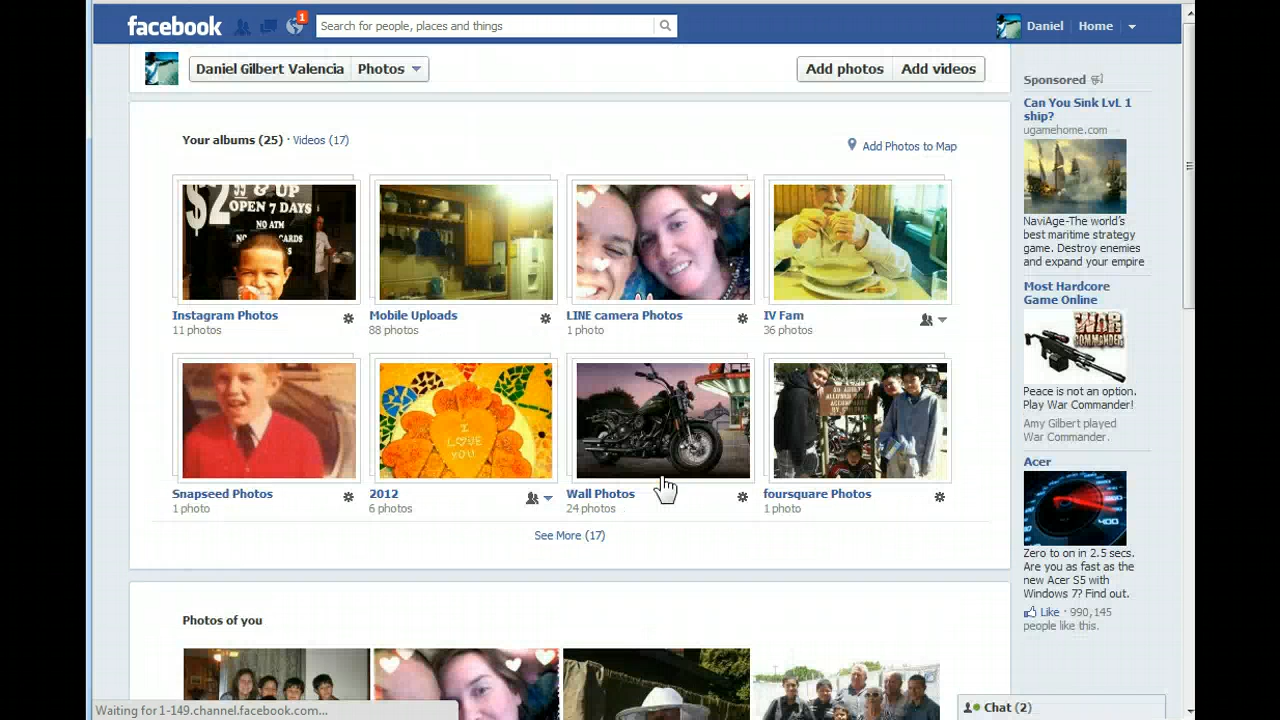 facebook
1
Search for people, places and things
Daniel
Home
Daniel Gilbert Valencia
Photos
Add photos
Add videos
Your albums (25) · Videos (17)
Add Photos to Map
$2 99 & UP
OPEN 7 DAYS
NO ATM
Instagram Photos
11 photos
Mobile Uploads
88 photos
LINE camera Photos
1 photo
IV Fam
36 photos
I
LOVE
YOU
Snapseed Photos
1 photo
2012
6 photos
Wall Photos
24 photos
foursquare Photos
1 photo
See More (17)
Photos of you
Sponsored
Can You Sink LvL 1
ship?
ugamehome.com
NaviAge-The world's
best maritime strategy
game. Destroy enemies
and expand your empire
Most Hardcore
Game Online
WAR
COMMANDER
Peace is not an option.
Play War Commander!
Amy Gilbert played
War Commander.
Acer
Zero to on in 2.5 secs.
Are you as fast as the
new Acer S5 with
Windows 7? Find out.
Like · 990,145
people like this.
Waiting for 1-149.channel.facebook.com...
Chat (2)